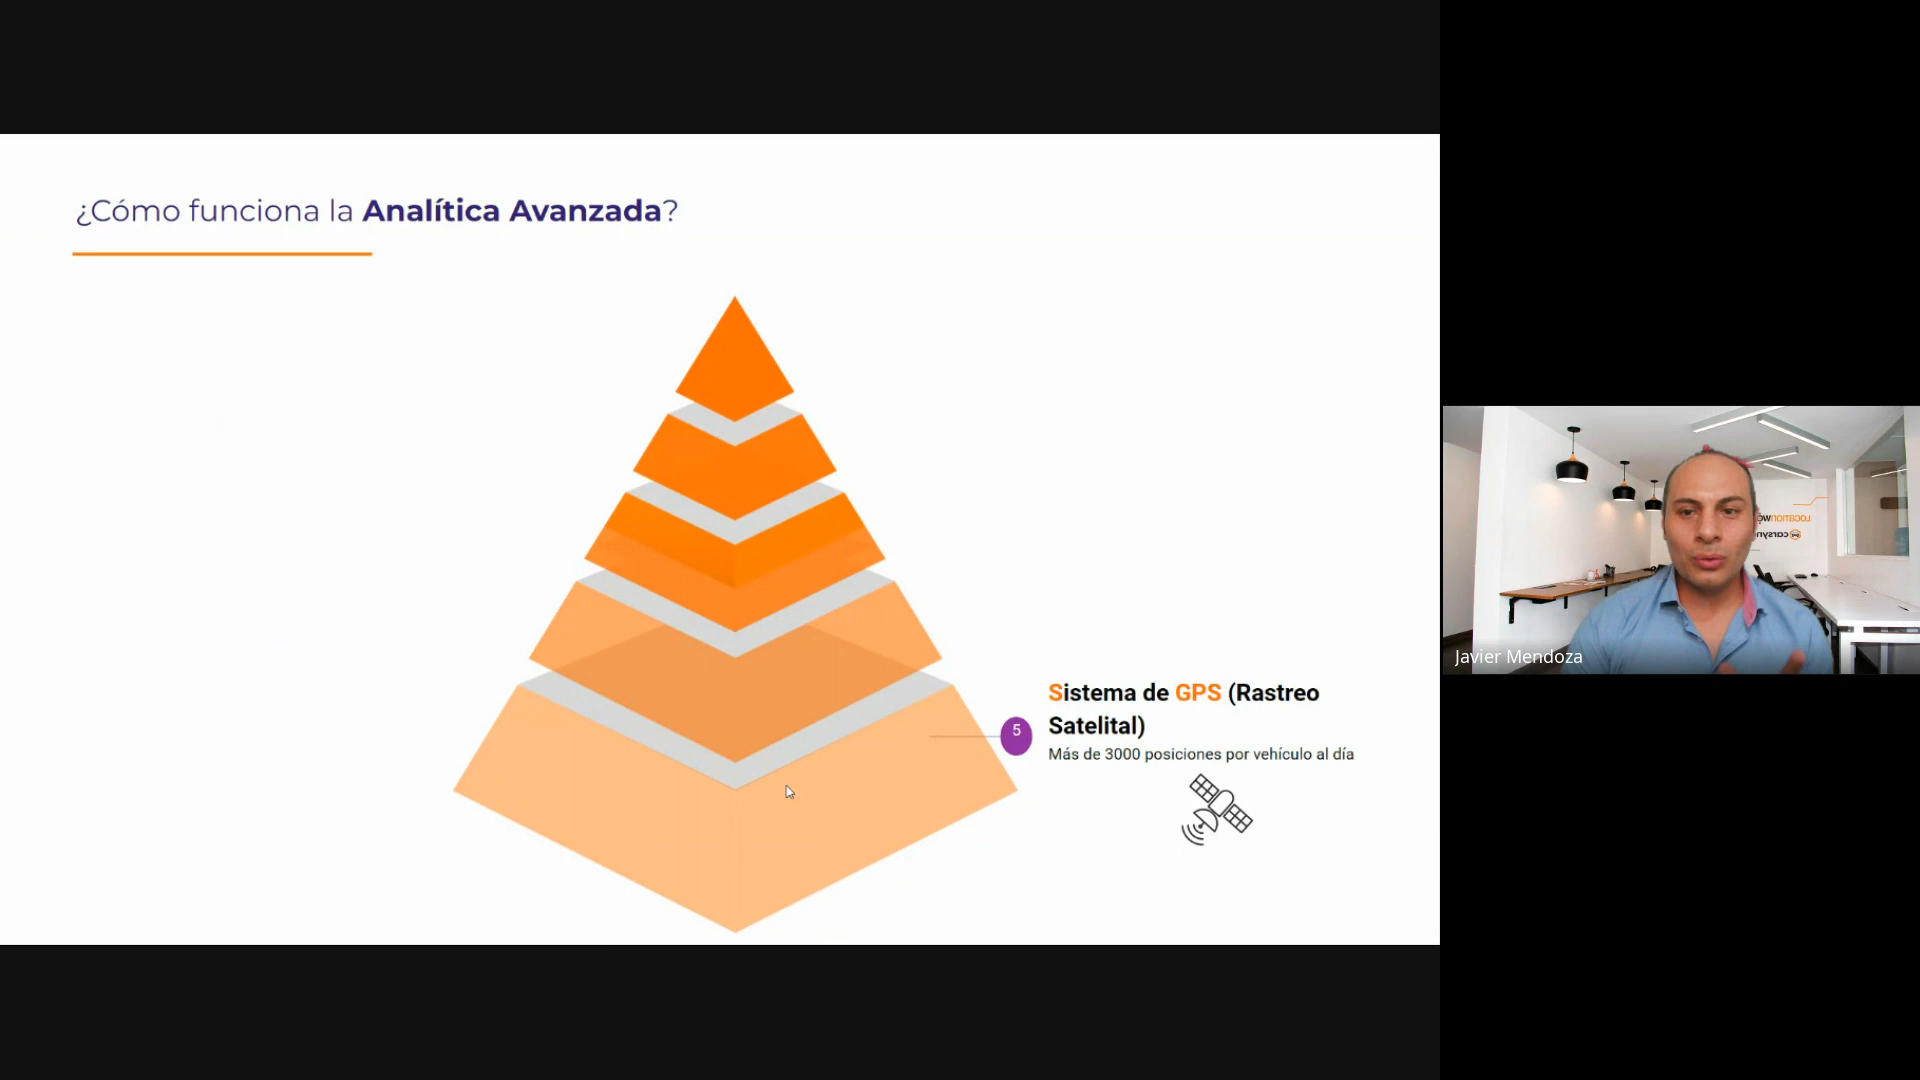 ¿Cómo funciona la Analítica Avanzada?
5
Sistema de GPS (Rastreo
Satelital)
Más de 3000 posiciones por vehículo al día
Javier Mendoza